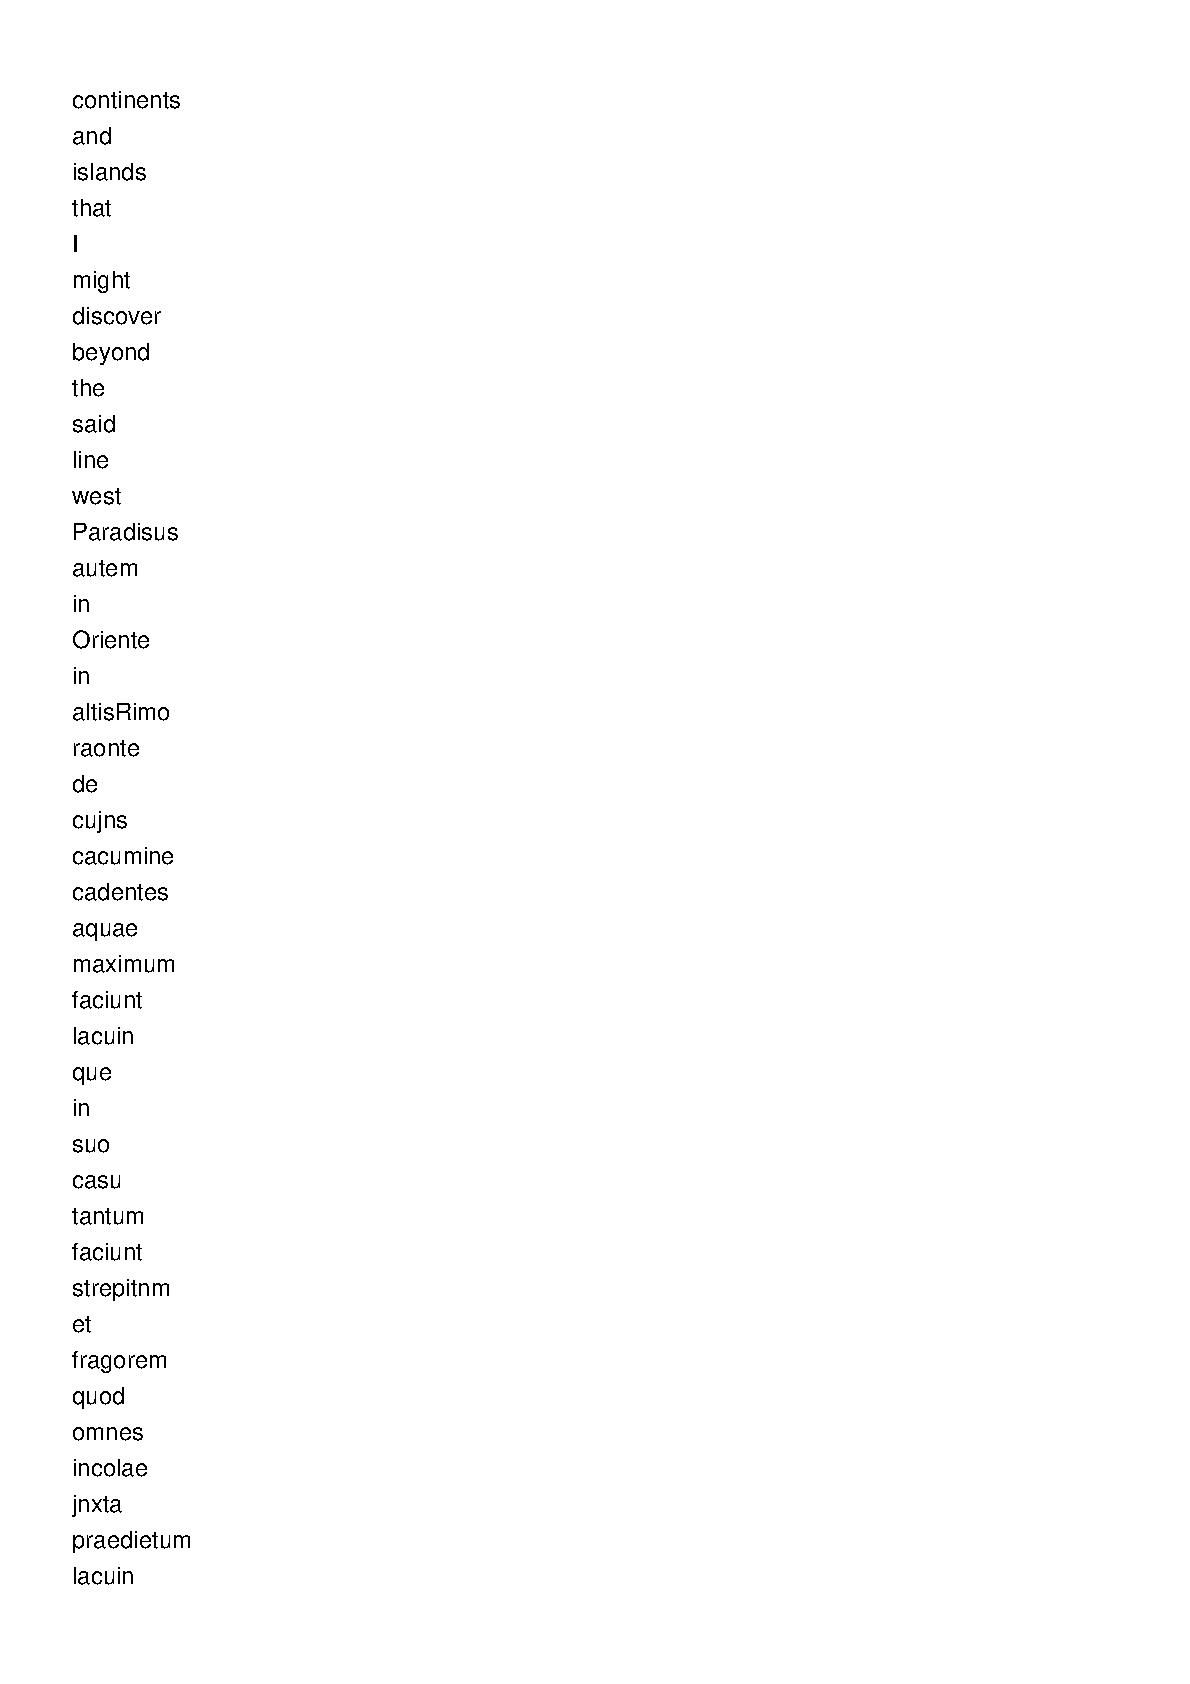 continents
and
islands
that
I
might
discover
beyond
the
said
line
west
Paradisus
autem
in
Oriente
in
altisRimo
raonte
de
cujns
cacumine
cadentes
aquae
maximum
faciunt
lacuin
que
in
suo
casu
tantum
faciunt
strepitnm
et
fragorem
quod
omnes
incolae
jnxta
praedietum
lacuin